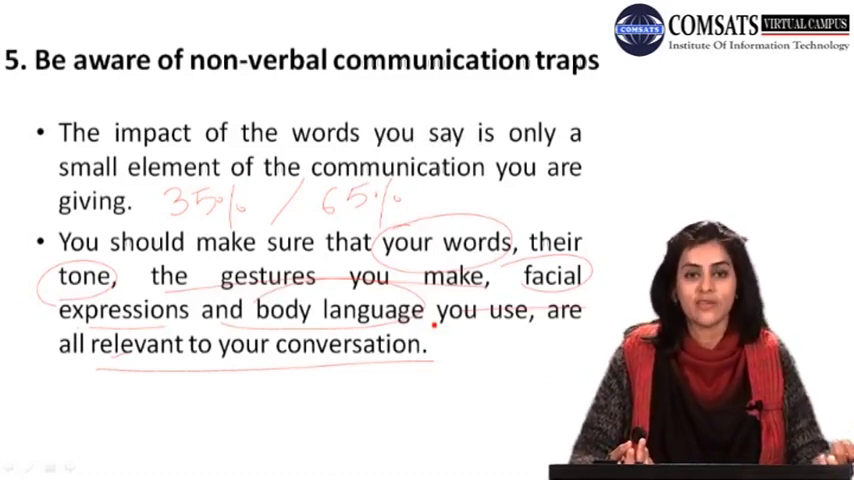 COMSATS VIRTUAL CAMPUS
COMSATS
Institute Of Information Technology
5. Be aware of non-verbal communication traps
• The impact of the words you say is only a
small element of the communication you are
giving. 35% / 65%
• You should make sure that your words, their
tone, the gestures you make, facial
expressions and body language you use, are
all relevant to your conversation.